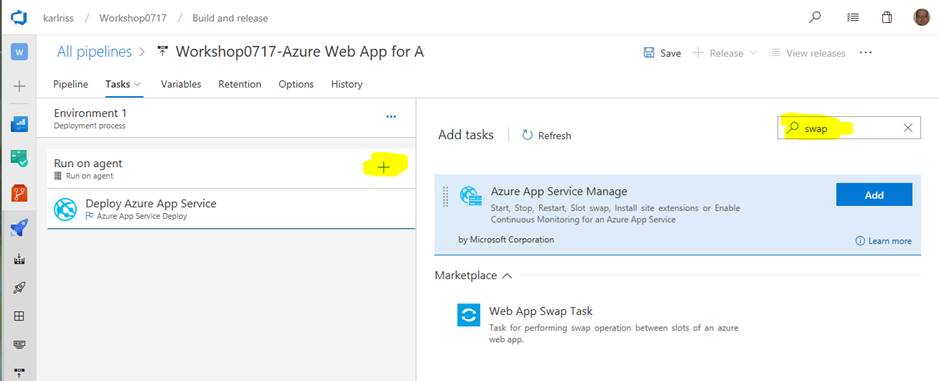 karlriss / Workshop0717 / Build and release
W
All pipelines > Workshop0717-Azure Web App for A
Save + Release View releases ...
Pipeline Tasks Variables Retention Options History
Environment 1
Deployment process
...
Run on agent
Run on agent
+
Deploy Azure App Service
Azure App Service Deploy
Add tasks Refresh
swap
Azure App Service Manage
Start, Stop, Restart, Slot swap, Install site extensions or Enable
Continuous Monitoring for an Azure App Service
by Microsoft Corporation
Add
Learn more
Marketplace
Web App Swap Task
Task for performing swap operation between slots of an azure
web app.